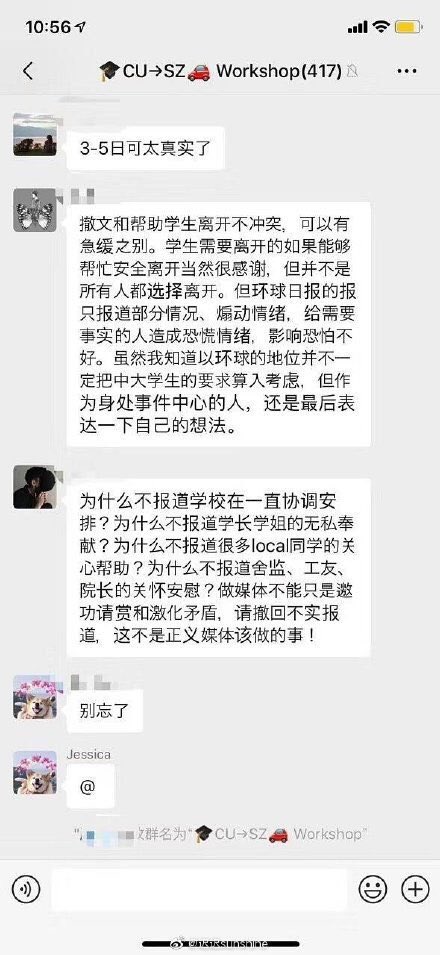 10:56
🎓CU→SZ🚗 Workshop(417)
3-5日可太真实了
撤文和帮助学生离开不冲突，可以有
急缓之别。学生需要离开的如果能够
帮忙安全离开当然很感谢，但并不是
所有人都选择离开。但环球日报的报
只报道部分情况、煽动情绪，给需要
事实的人造成恐慌情绪，影响恐怕不
好。虽然我知道以环球的地位并不一
定把中大学生的要求算入考虑，但作
为身处事件中心的人，还是最后表
达一下自己的想法。
为什么不报道学校在一直协调安
排？为什么不报道学长学姐的无私奉
献？为什么不报道很多local同学的关
心帮助？为什么不报道舍监、工友、
院长的关怀安慰？做媒体不能只是邀
功请赏和激化矛盾，请撤回不实报
道，这不是正义媒体该做的事！
别忘了
Jessica
@
群名为“🎓CU→SZ🚗 Workshop”
sunshine